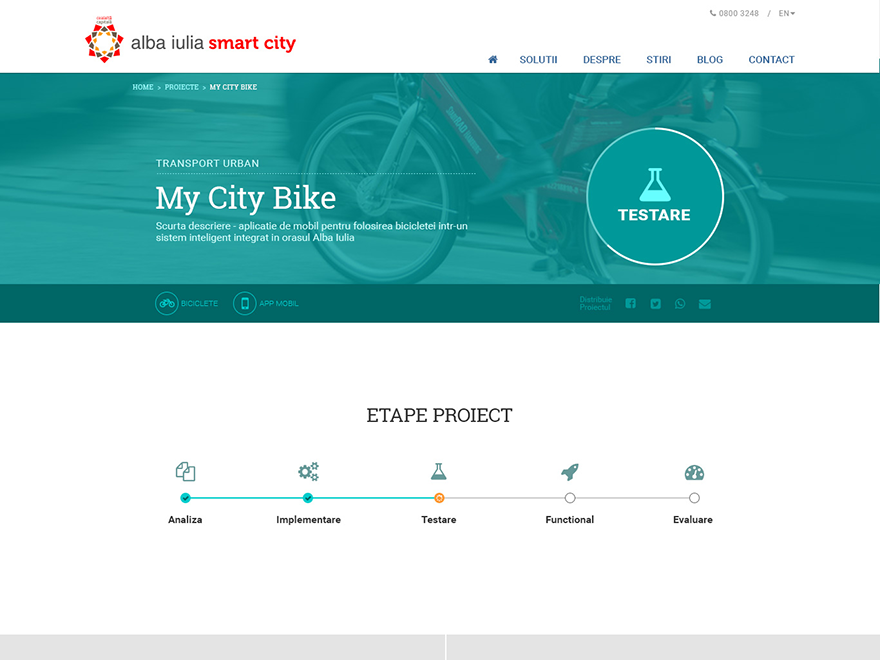 0800 3248 / EN
cealaltă
capitală
alba iulia smart city
SOLUTII DESPRE STIRI BLOG CONTACT
HOME > PROIECTE > MY CITY BIKE
TRANSPORT URBAN
My City Bike
Scurta descriere - aplicatie de mobil pentru folosirea bicicletei intr-un
sistem inteligent integrat in orasul Alba Iulia
TESTARE
BICICLETE APP MOBIL
Distribuie
Proiectul
ETAPE PROIECT
Analiza Implementare Testare Functional Evaluare